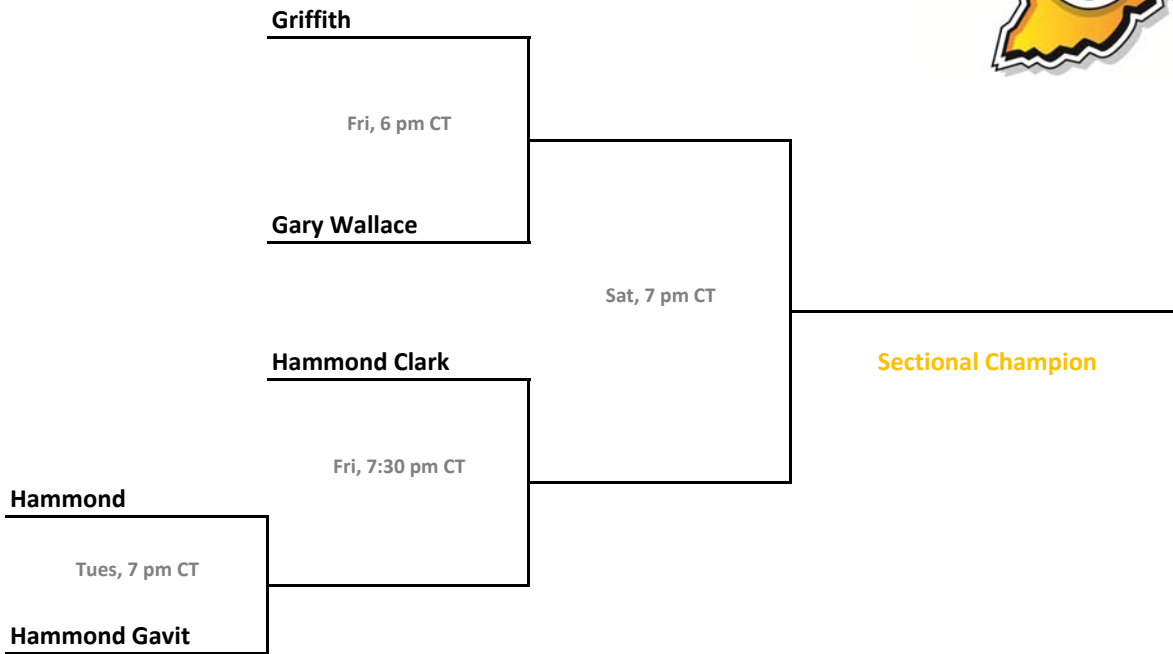 Griffith
Fri, 6 pm CT
Gary Wallace
Sat, 7 pm CT
Hammond Clark
Sectional Champion
Fri, 7:30 pm CT
Hammond
Tues, 7 pm CT
Hammond Gavit